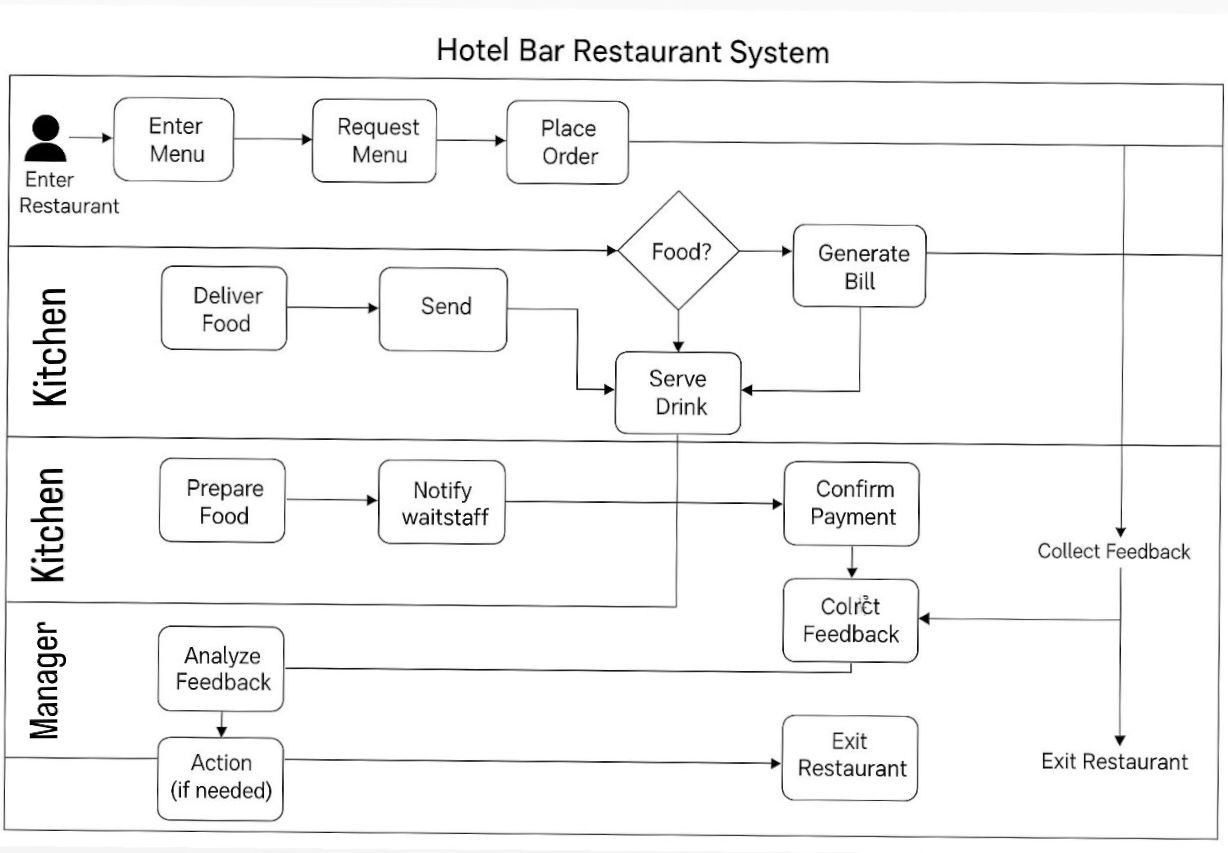 Hotel Bar Restaurant System
Enter
Menu
Request
Menu
Place
Order
Enter
Restaurant
Food?
Generate
Bill
Kitchen
Deliver
Food
Send
Serve
Drink
Kitchen
Prepare
Food
Notify
waitstaff
Confirm
Payment
Collect Feedback
Feedback
Manager
Analyze
Feedback
Action
(if needed)
Exit
Restaurant
Exit Restaurant